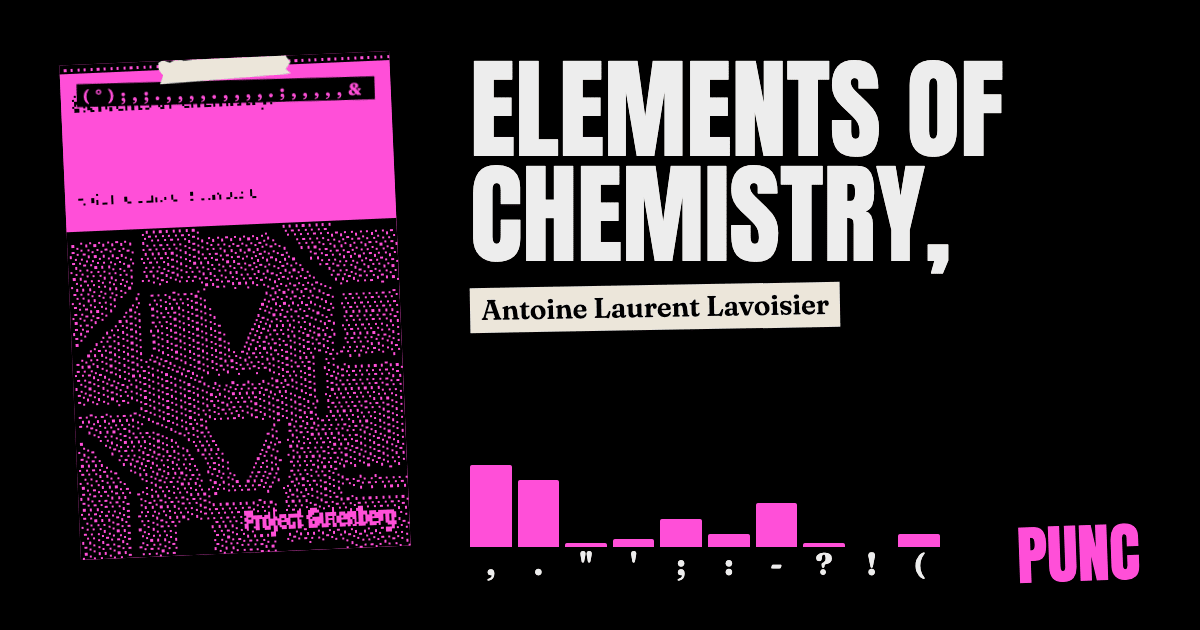 (°);,;.,,,,.,,,,.;,,,,,&
Project Gutenberg
ELEMENTS OF
CHEMISTRY,
Antoine Laurent Lavoisier
, . " ' ; : - ? ! (
PUNC